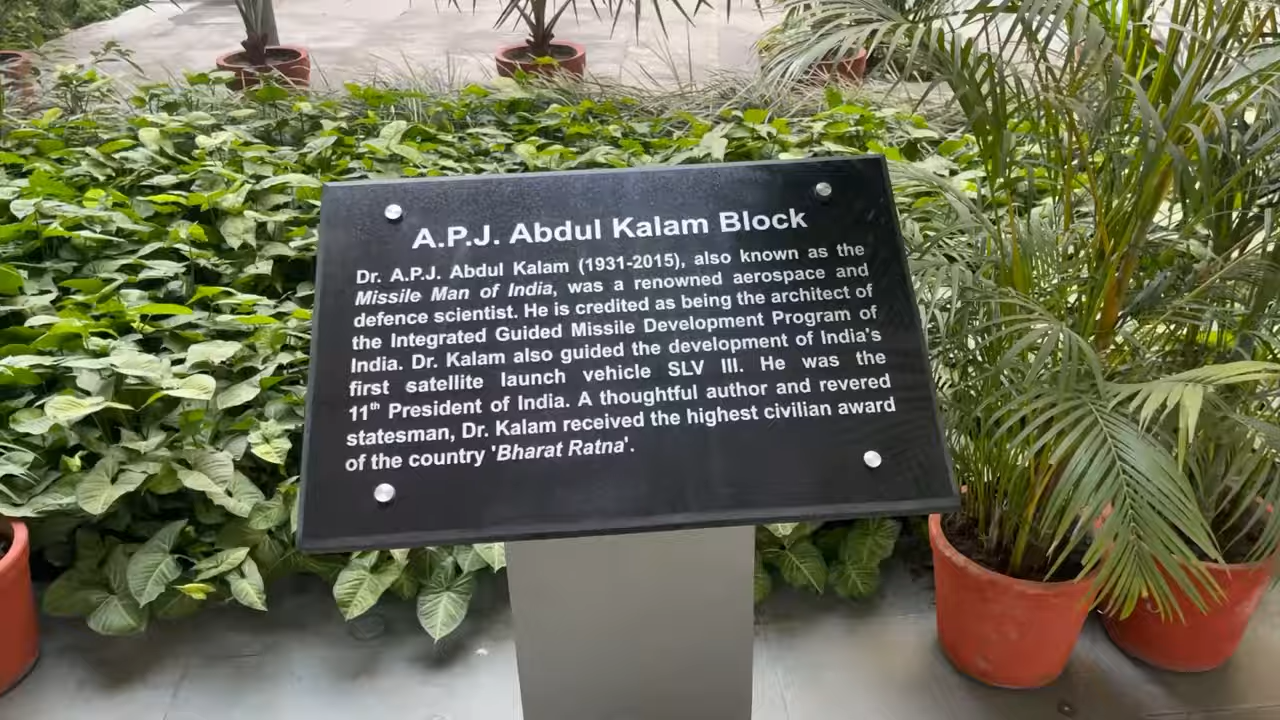 A.P.J. Abdul Kalam Block
Dr. A.P.J. Abdul Kalam (1931-2015), also known as the
Missile Man of India, was a renowned aerospace and
defence scientist. He is credited as being the architect of
the Integrated Guided Missile Development Program of
India. Dr. Kalam also guided the development of India's
first satellite launch vehicle SLV III. He was the
11th President of India. A thoughtful author and revered
statesman, Dr. Kalam received the highest civilian award
of the country 'Bharat Ratna'.